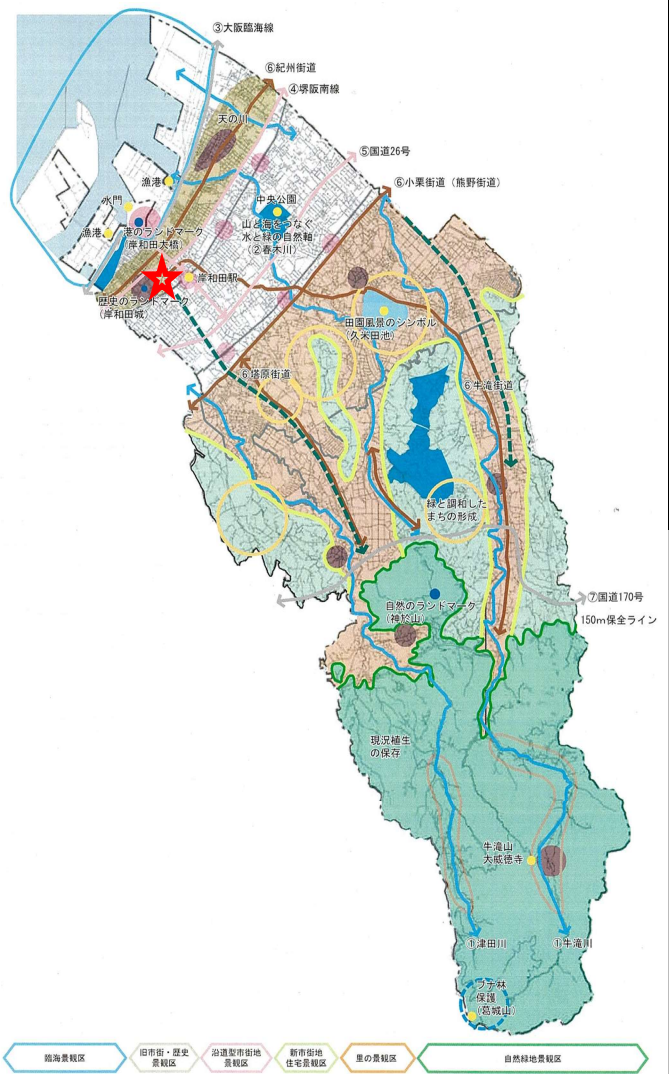 ③大阪臨海線
⑥紀州街道
④堺阪南線
天の川
⑤国道26号
漁港
⑥小栗街道（熊野街道）
水門
中央公園
漁港
港のランドマーク
（岸和田大橋）
山と海をつなぐ
水と緑の自然軸
（②春木川）
岸和田駅
歴史のランドマーク
（岸和田城）
田園風景のシンボル
（久米田池）
6 塔原街道
6 牛滝街道
緑と調和した
まちの形成
⑦国道170号
自然のランドマーク
（神於山）
150m保全ライン
現況植生
の保存
牛滝山
大威徳寺
①津田川
①牛滝川
ブナ林
保護
（葛城山）
臨海景観区
旧市街・歴史
景観区
沿道型市街地
景観区
新市街地
住宅景観区
里の景観区
自然緑地景観区